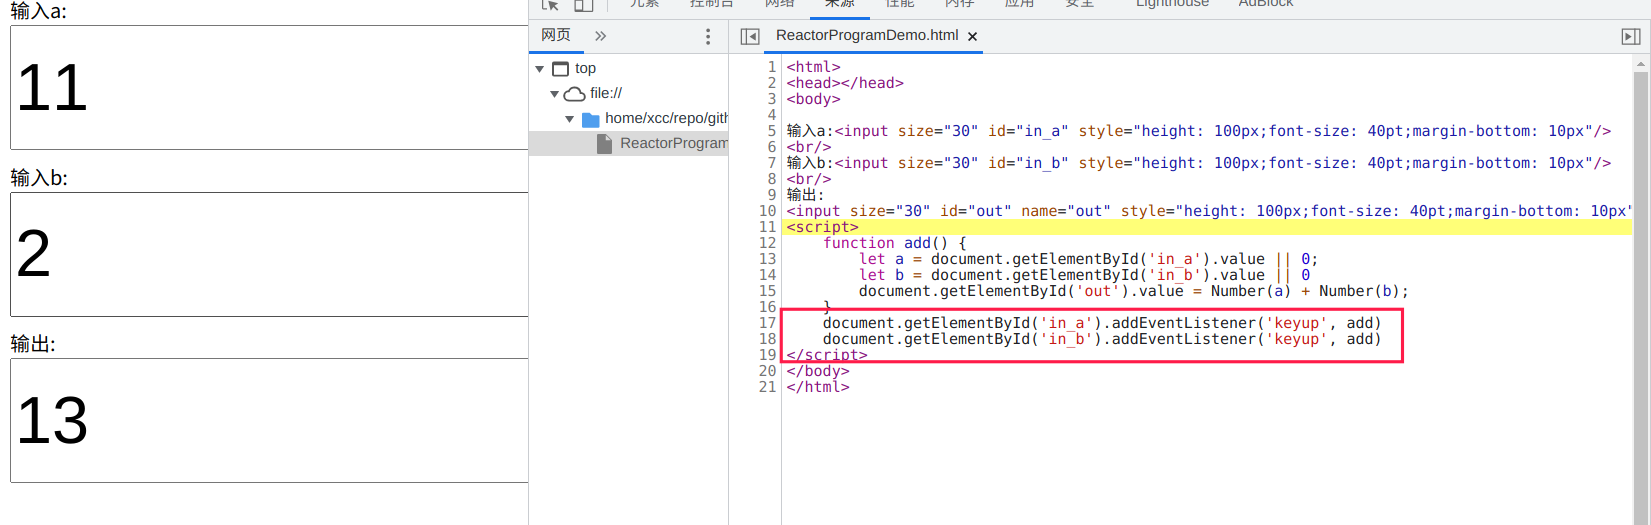 输入a:
11
输入b:
2
输出:
13
元素 控制台 网络 来源 性能 内存 应用 安全 Lighthouse AdBlock
网页
ReactorProgramDemo.html
top
file://
home/xcc/repo/gith
ReactorProgram
1 <html>
2 <head></head>
3 <body>
4
5 输入a:<input size="30" id="in_a" style="height: 100px;font-size: 40pt;margin-bottom: 10px"/>
6 <br/>
7 输入b:<input size="30" id="in_b" style="height: 100px;font-size: 40pt;margin-bottom: 10px"/>
8 <br/>
9 输出:
10 <input size="30" id="out" name="out" style="height: 100px;font-size: 40pt;margin-bottom: 10px"
11 <script>
12 function add() {
13 let a = document.getElementById('in_a').value || 0;
14 let b = document.getElementById('in_b').value || 0
15 document.getElementById('out').value = Number(a) + Number(b);
16 }
17 document.getElementById('in_a').addEventListener('keyup', add)
18 document.getElementById('in_b').addEventListener('keyup', add)
19 </script>
20 </body>
21 </html>